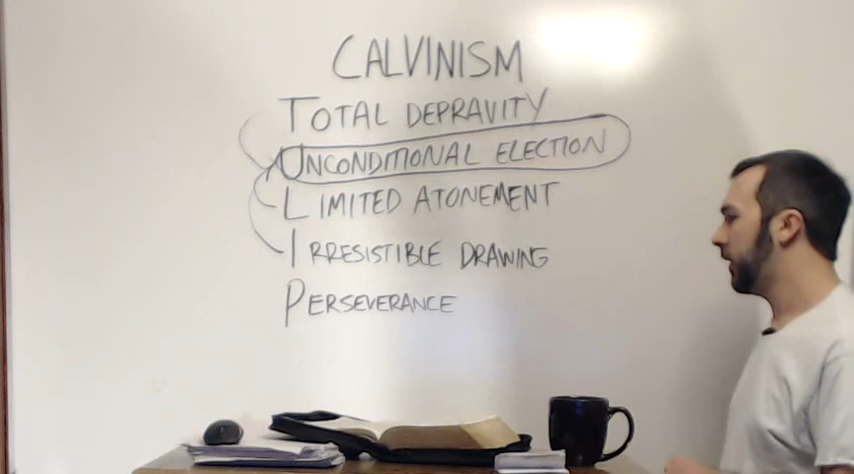 CALVINISM
TOTAL DEPRAVITY
UNCONDITIONAL ELECTION
LIMITED ATONEMENT
IRRESISTIBLE DRAWING
PERSEVERANCE